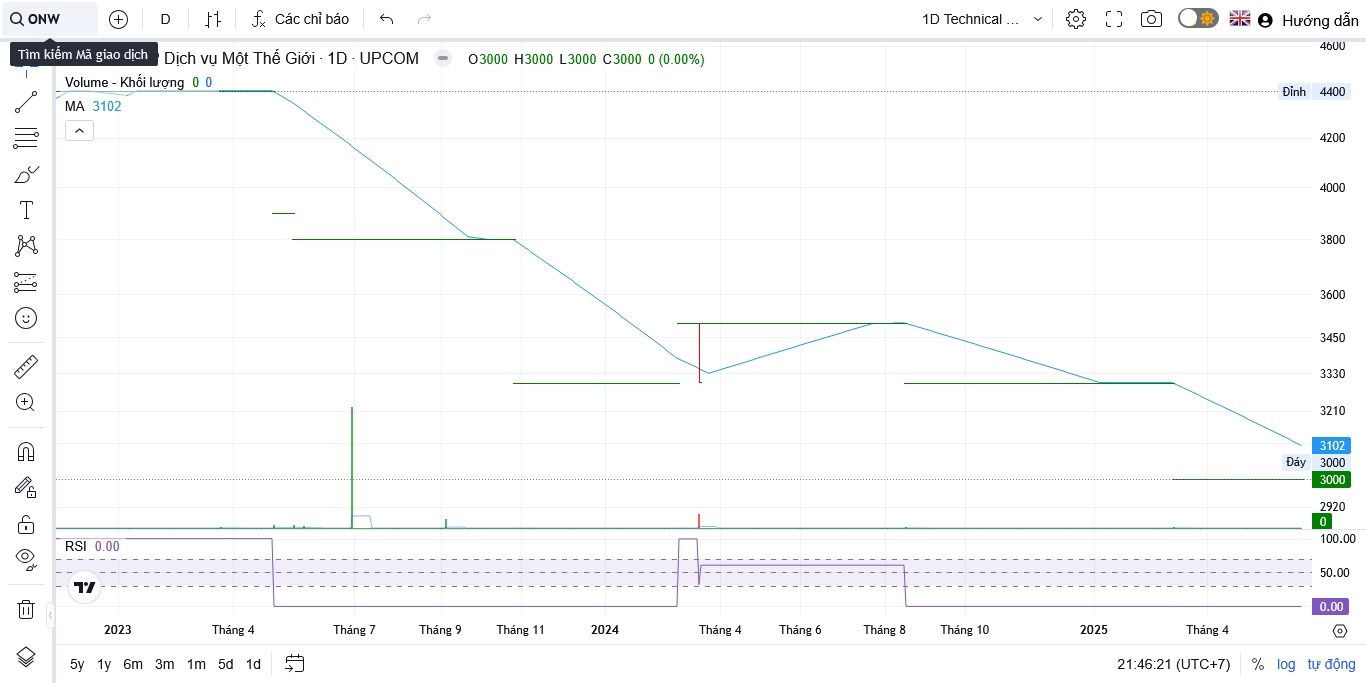 ONW
D
Các chỉ báo
1D Technical ...
Hướng dẫn
Tìm kiếm Mã giao dịch
Dịch vụ Một Thế Giới · 1D · UPCOM
O3000 H3000 L3000 C3000 0 (0.00%)
Volume - Khối lượng 0 0
MA 3102
4600
Đỉnh 4400
4200
4000
3800
3600
3450
3330
3210
3102
Đáy 3000
3000
2920
0
RSI 0.00
100.00
50.00
0.00
2023 Tháng 4 Tháng 7 Tháng 9 Tháng 11 2024 Tháng 4 Tháng 6 Tháng 8 Tháng 10 2025 Tháng 4
5y 1y 6m 3m 1m 5d 1d
21:46:21 (UTC+7) % log tự động